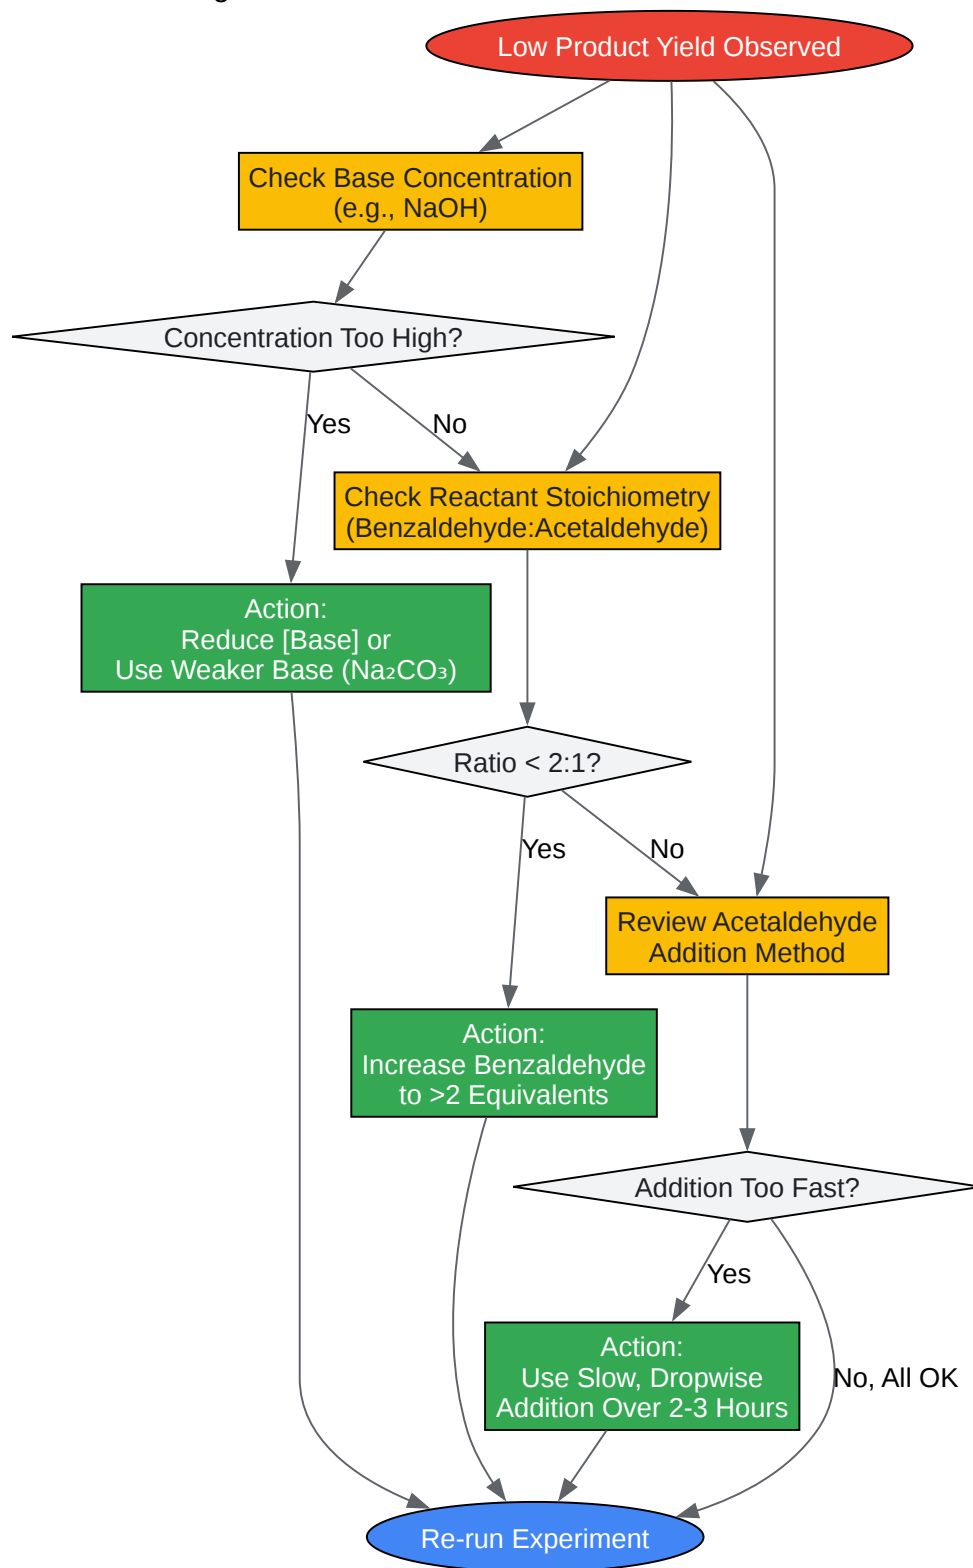 Low Product Yield Observed
Check Base Concentration
(e.g., NaOH)
Concentration Too High?
Yes
No
Check Reactant Stoichiometry
(Benzaldehyde:Acetaldehyde)
Action:
Reduce [Base] or
Use Weaker Base (Na₂CO₃)
Ratio < 2:1?
Yes
No
Review Acetaldehyde
Addition Method
Action:
Increase Benzaldehyde
to >2 Equivalents
Addition Too Fast?
Yes
Action:
Use Slow, Dropwise
Addition Over 2-3 Hours
No, All OK
Re-run Experiment